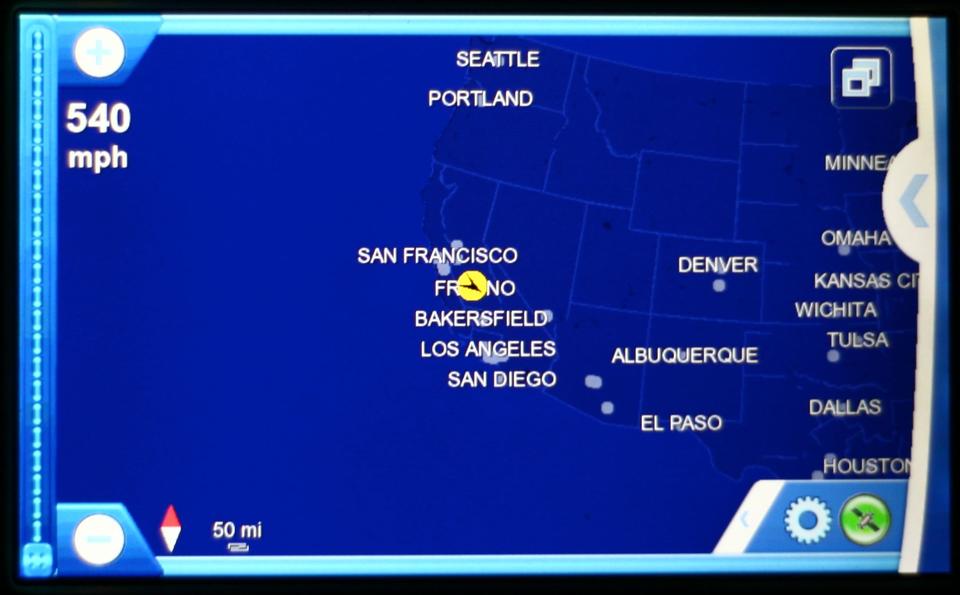 540
mph
SEATTLE
PORTLAND
MINNEA
OMAHA
SAN FRANCISCO
DENVER
KANSAS CI
FR NO
WICHITA
BAKERSFIELD
TULSA
LOS ANGELES
ALBUQUERQUE
SAN DIEGO
DALLAS
EL PASO
HOUSTON
50 mi